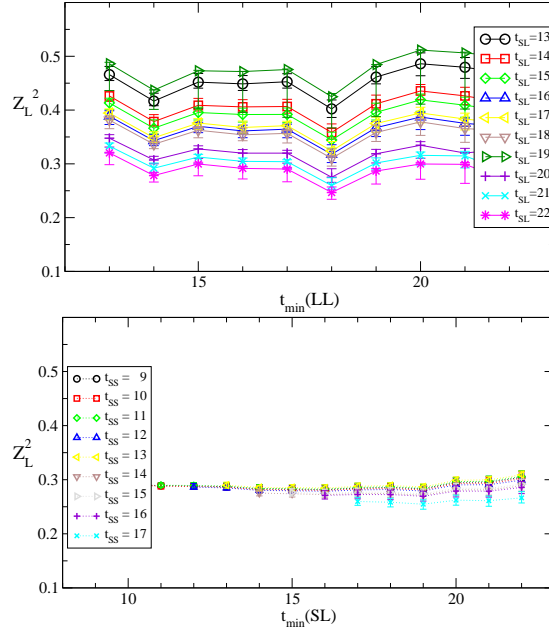 0.5
0.4
0.3
0.2
0.1
Z_L^2
15
20
t_min(LL)
t_SL=13
t_SL=14
t_SL=15
t_SL=16
t_SL=17
t_SL=18
t_SL=19
t_SL=20
t_SL=21
t_SL=22
0.5
0.4
0.3
0.2
0.1
Z_L^2
t_SS = 9
t_SS = 10
t_SS = 11
t_SS = 12
t_SS = 13
t_SS = 14
t_SS = 15
t_SS = 16
t_SS = 17
10
15
20
t_min(SL)